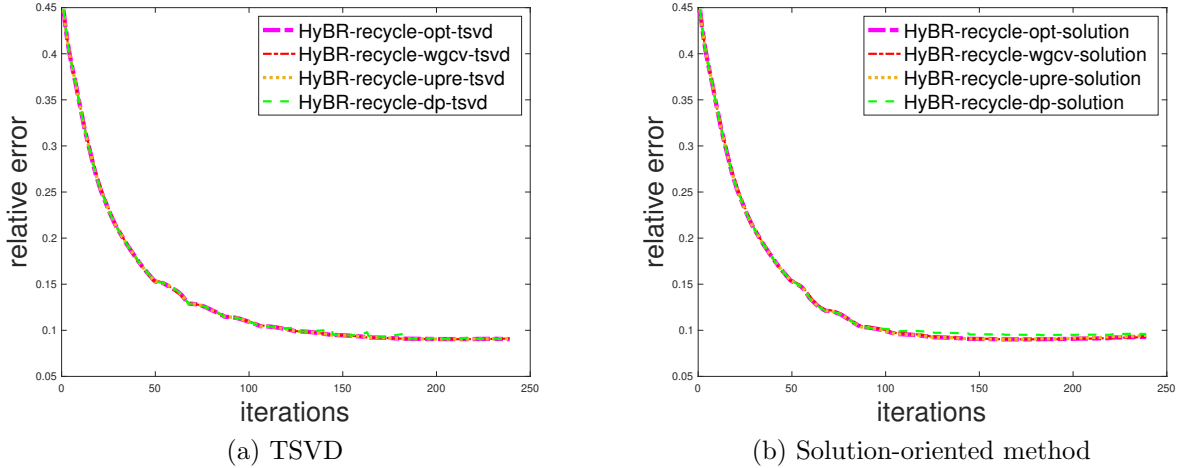 0.45
0.4
0.35
0.3
0.25
0.2
0.15
0.1
0.05
relative error
HyBR-recycle-opt-tsvd
HyBR-recycle-wgcv-tsvd
HyBR-recycle-upre-tsvd
HyBR-recycle-dp-tsvd
0 50 100 150 200 250
iterations
(a) TSVD
0.45
0.4
0.35
0.3
0.25
0.2
0.15
0.1
0.05
relative error
HyBR-recycle-opt-solution
HyBR-recycle-wgcv-solution
HyBR-recycle-upre-solution
HyBR-recycle-dp-solution
0 50 100 150 200 250
iterations
(b) Solution-oriented method